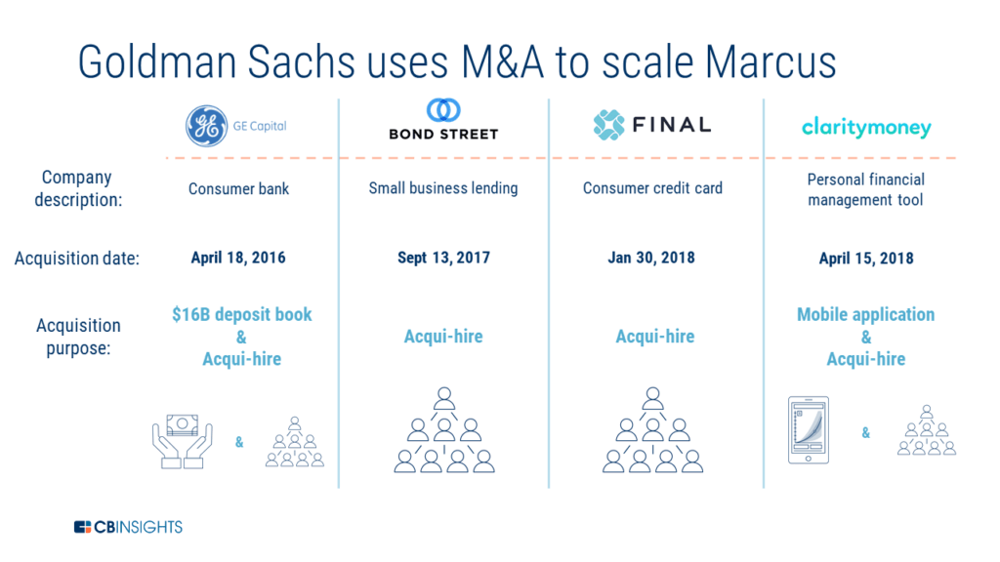 Goldman Sachs uses M&A to scale Marcus
GE
GE Capital
BOND STREET
FINAL
claritymoney
Company
description:
Consumer bank
Small business lending
Consumer credit card
Personal financial
management tool
Acquisition date:
April 18, 2016
Sept 13, 2017
Jan 30, 2018
April 15, 2018
Acquisition
purpose:
$16B deposit book
&
Acqui-hire
Acqui-hire
Acqui-hire
Mobile application
&
Acqui-hire
&
&
CBINSIGHTS